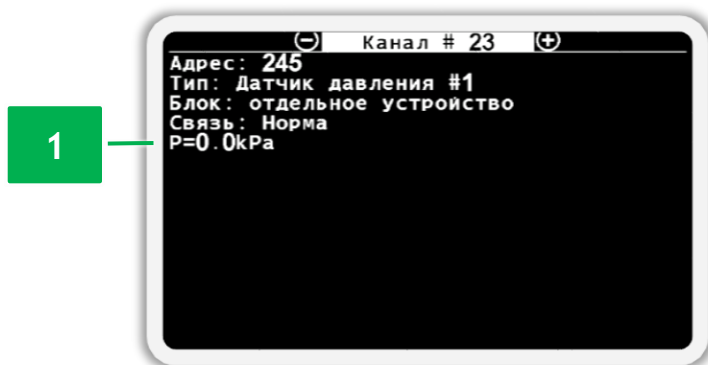 Канал # 23
Адрес: 245
Тип: Датчик давления #1
Блок: отдельное устройство
Связь: Норма
P=0.0kPa
1